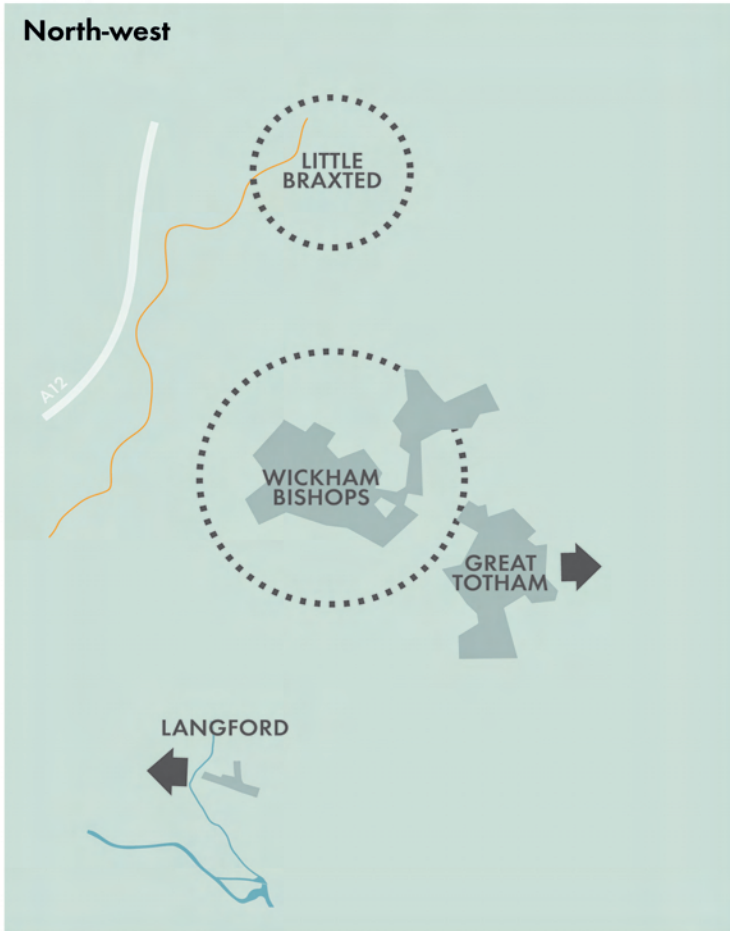 North-west
LITTLE
BRAXTED
A12
WICKHAM
BISHOPS
GREAT
TOTHAM
LANGFORD